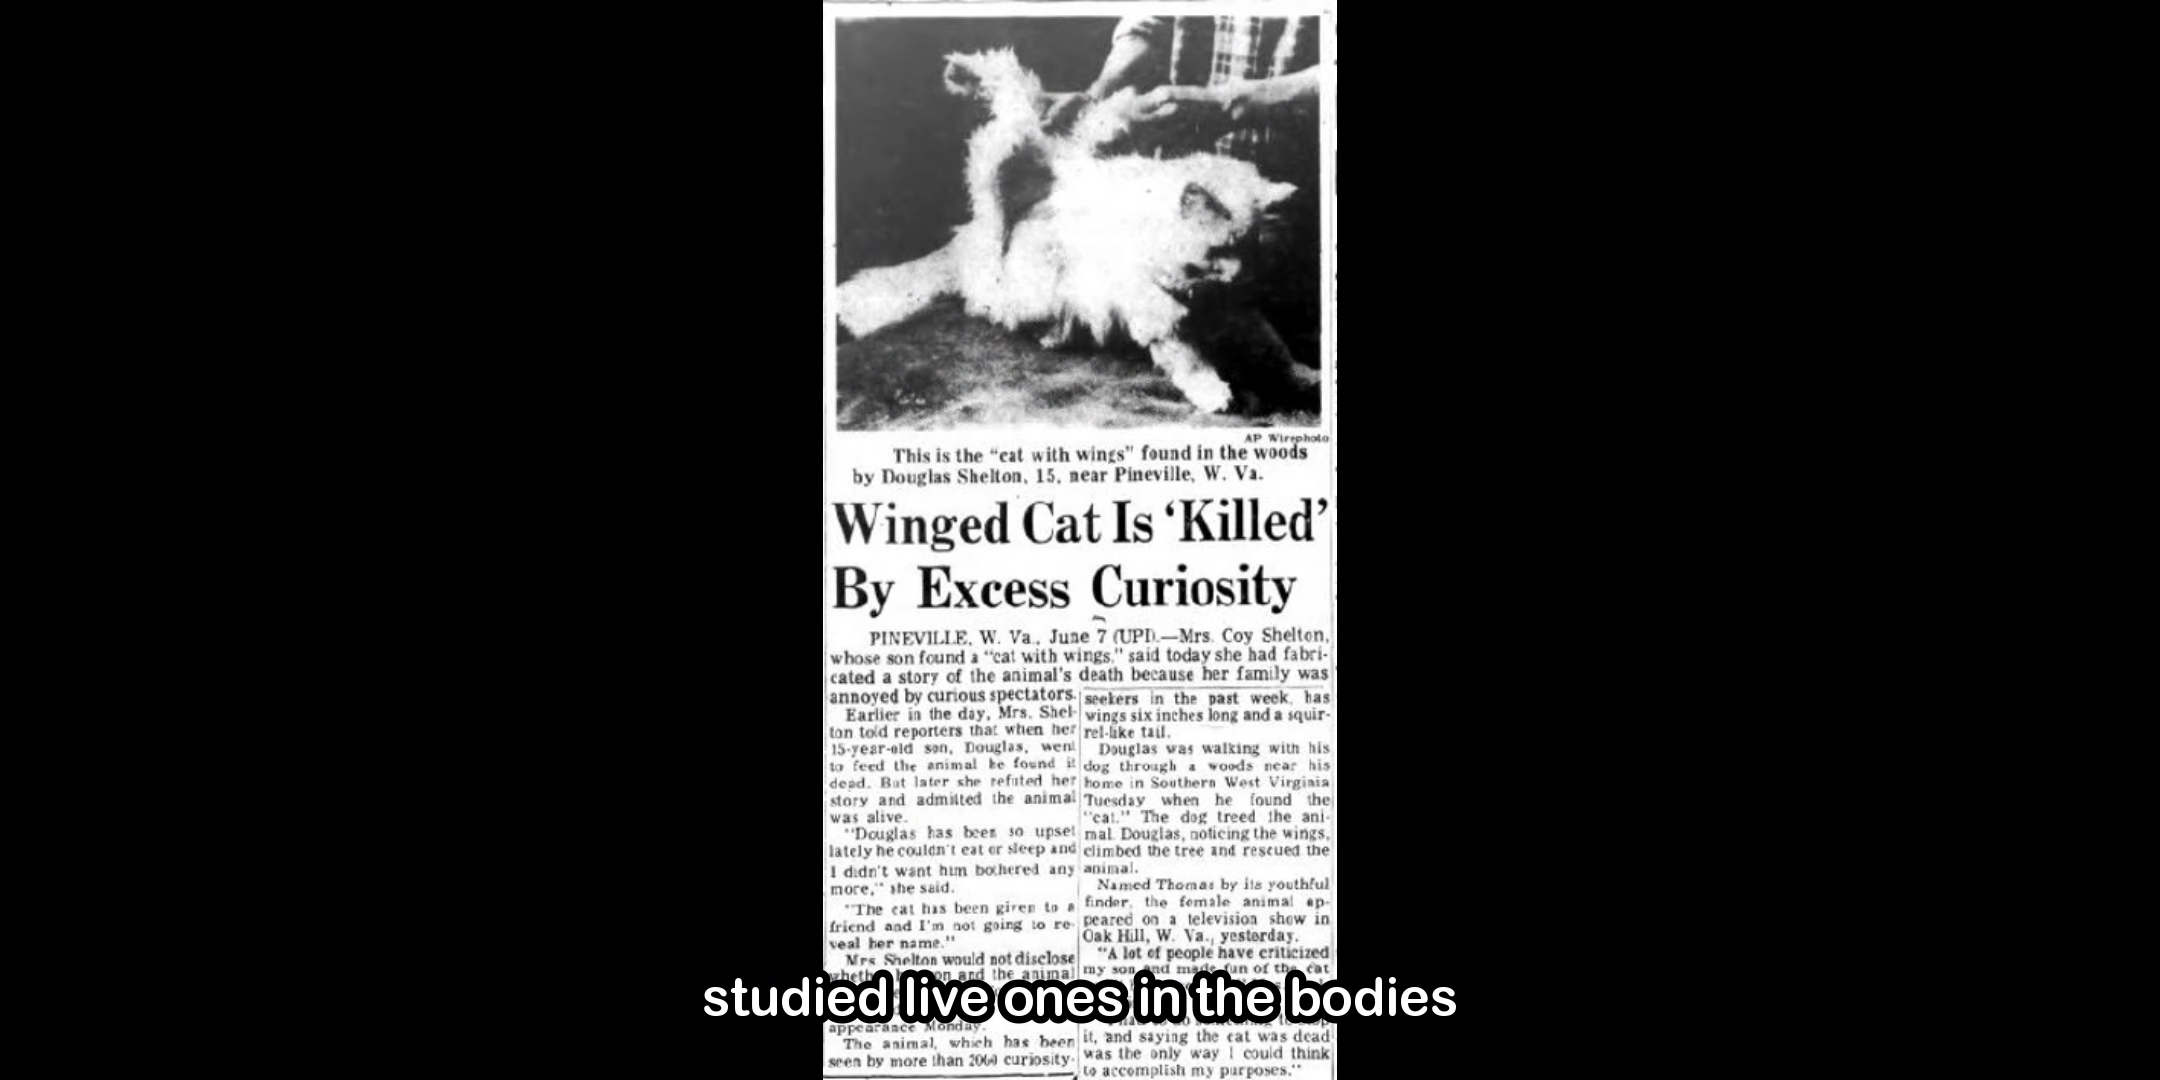 AP Wirephoto
This is the "cat with wings" found in the woods
by Douglas Shelton, 15, near Pineville, W. Va.
Winged Cat Is 'Killed'
By Excess Curiosity
PINEVILLE, W. Va., June 7 (UPI).—Mrs. Coy Shelton,
whose son found a "cat with wings," said today she had fabri-
cated a story of the animal's death because her family was
annoyed by curious spectators.
Earlier in the day, Mrs. Shel-
ton told reporters that when her
15-year-old son, Douglas, went
to feed the animal he found it
dead. But later she refuted her
story and admitted the animal
was alive.
"Douglas has been so upset
lately he couldn't eat or sleep and
I didn't want him bothered any
more," she said.
"The cat has been given to a
friend and I'm not going to re-
veal her name."
Mrs. Shelton would not disclose
and the animal
appearance Monday.
The animal, which has been
seen by more than 2000 curiosity-
seekers in the past week, has
wings six inches long and a squir-
rel-like tail.
Douglas was walking with his
dog through a woods near his
home in Southern West Virginia
Tuesday when he found the
"cat." The dog treed the ani-
mal. Douglas, noticing the wings,
climbed the tree and rescued the
animal.
Named Thomas by its youthful
finder, the female animal ap-
peared on a television show in
Oak Hill, W. Va., yesterday.
"A lot of people have criticized
my son and made fun of the cat
it, and saying the cat was dead
was the only way I could think
to accomplish my purposes."
studied live ones in the bodies